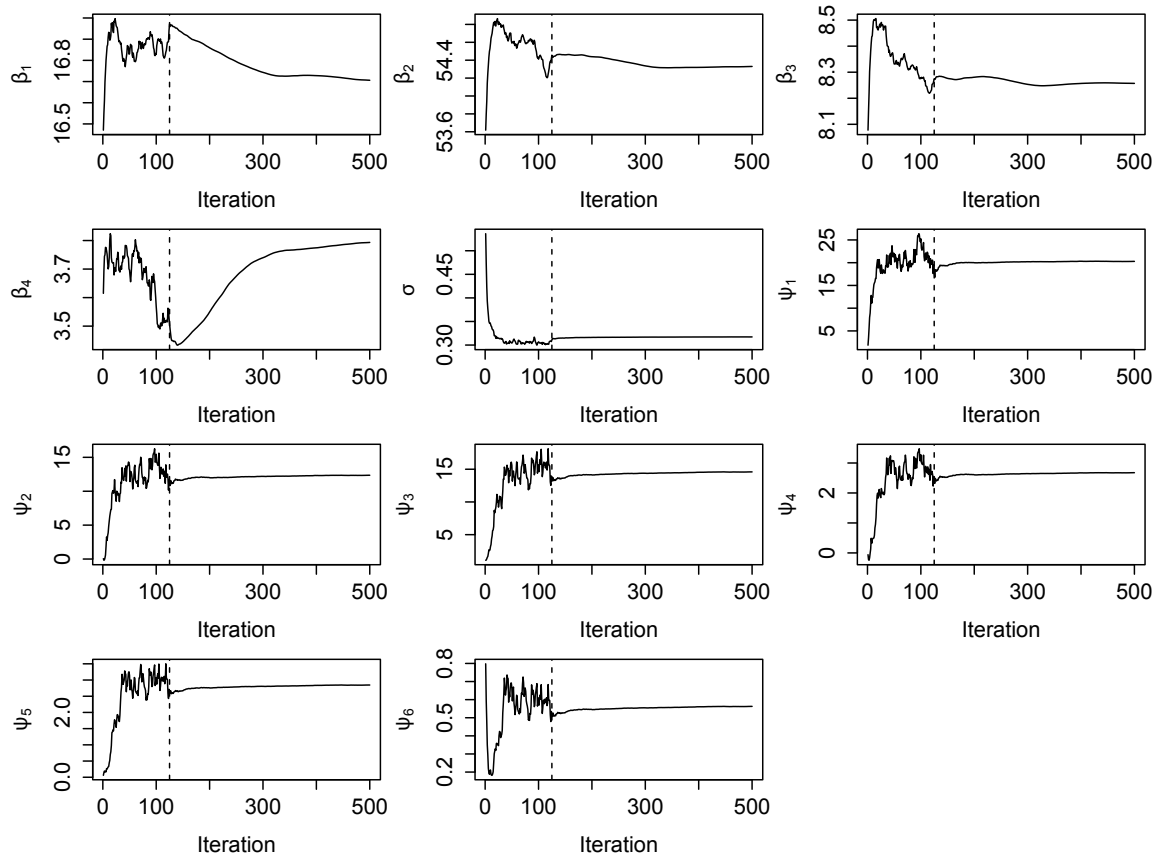 β1
16.5 16.8
0 100 300 500
Iteration
β2
53.6 54.4
0 100 300 500
Iteration
β3
8.1 8.3 8.5
0 100 300 500
Iteration
β4
3.5 3.7
0 100 300 500
Iteration
σ
0.30 0.45
0 100 300 500
Iteration
ψ1
5 15 25
0 100 300 500
Iteration
ψ2
0 5 15
0 100 300 500
Iteration
ψ3
5 15
0 100 300 500
Iteration
ψ4
0 2
0 100 300 500
Iteration
ψ5
0.0 2.0
0 100 300 500
Iteration
ψ6
0.2 0.5 0.8
0 100 300 500
Iteration